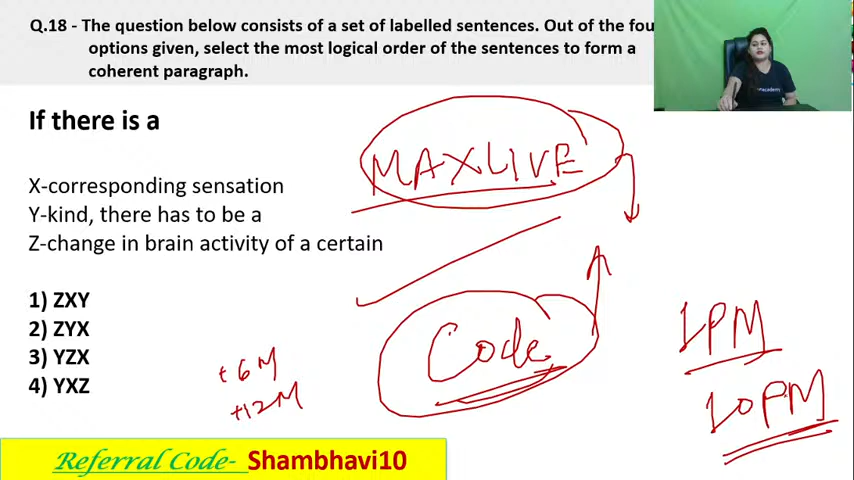 Q.18 - The question below consists of a set of labelled sentences. Out of the fou
options given, select the most logical order of the sentences to form a
coherent paragraph.
If there is a
MAXLIVE
X-corresponding sensation
Y-kind, there has to be a
Z-change in brain activity of a certain
1) ZXY
2) ZYX
3) YZX
4) YXZ
Code
1PM
10PM
+6M
+12M
Referral Code- Shambhavi10